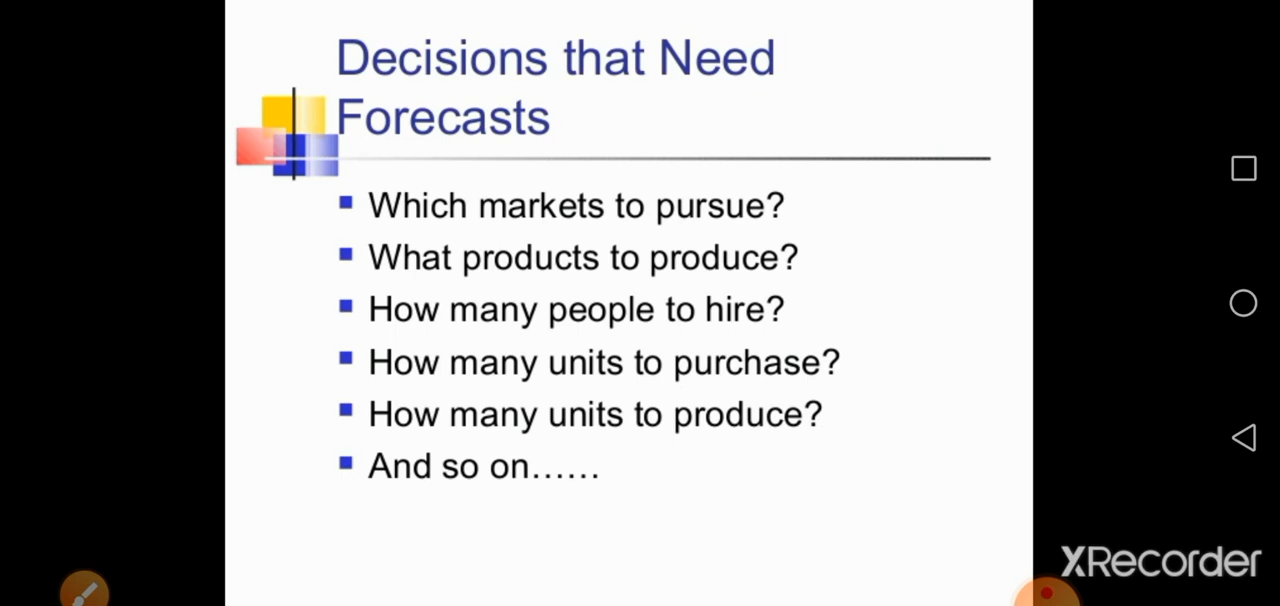 Decisions that Need
Forecasts
Which markets to pursue?
What products to produce?
How many people to hire?
How many units to purchase?
How many units to produce?
And so on......
XRecorder